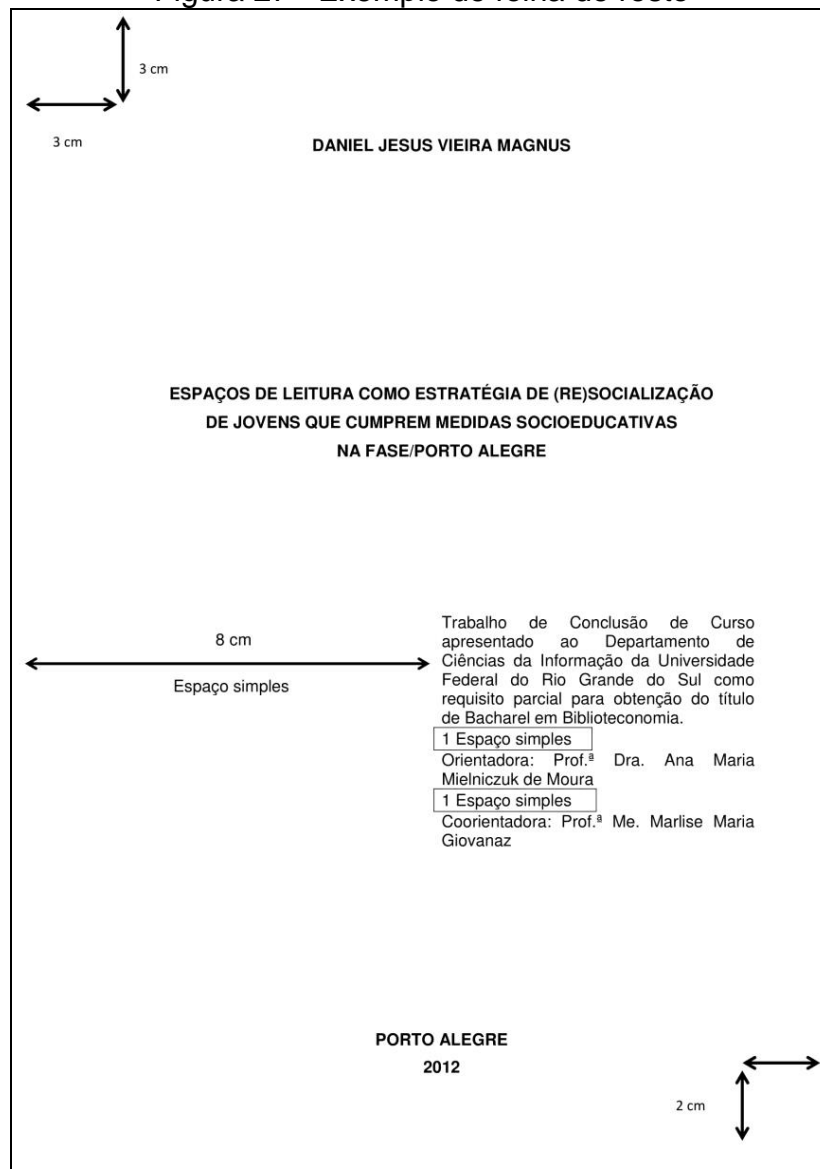 Exemplo de folha de rosto
3 cm
3 cm
DANIEL JESUS VIEIRA MAGNUS
ESPAÇOS DE LEITURA COMO ESTRATÉGIA DE (RE)SOCIALIZAÇÃO
DE JOVENS QUE CUMPREM MEDIDAS SOCIOEDUCATIVAS
NA FASE/PORTO ALEGRE
8 cm
Espaço simples
Trabalho de Conclusão de Curso
apresentado ao Departamento de
Ciências da Informação da Universidade
Federal do Rio Grande do Sul como
requisito parcial para obtenção do título
de Bacharel em Biblioteconomia.
1 Espaço simples
Orientadora: Prof.ª Dra. Ana Maria
Mielniczuk de Moura
1 Espaço simples
Coorientadora: Prof.ª Me. Marlise Maria
Giovanaz
PORTO ALEGRE
2012
2 cm